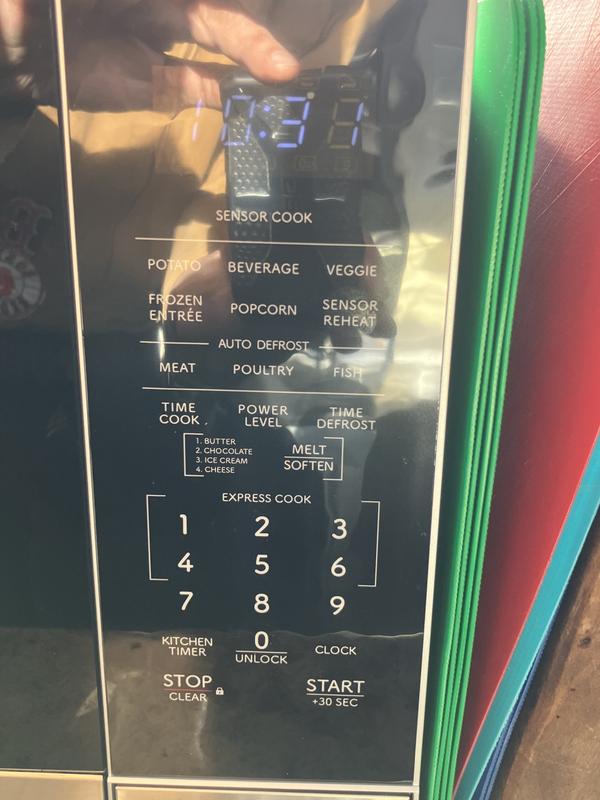 SENSOR COOK
POTATO BEVERAGE VEGGIE
FROZEN ENTRÉE POPCORN SENSOR REHEAT
AUTO DEFROST
MEAT POULTRY FISH
TIME COOK POWER LEVEL TIME DEFROST
1. BUTTER
2. CHOCOLATE
3. ICE CREAM
4. CHEESE
MELT
SOFTEN
EXPRESS COOK
1 2 3
4 5 6
7 8 9
KITCHEN TIMER 0 UNLOCK CLOCK
STOP CLEAR START +30 SEC